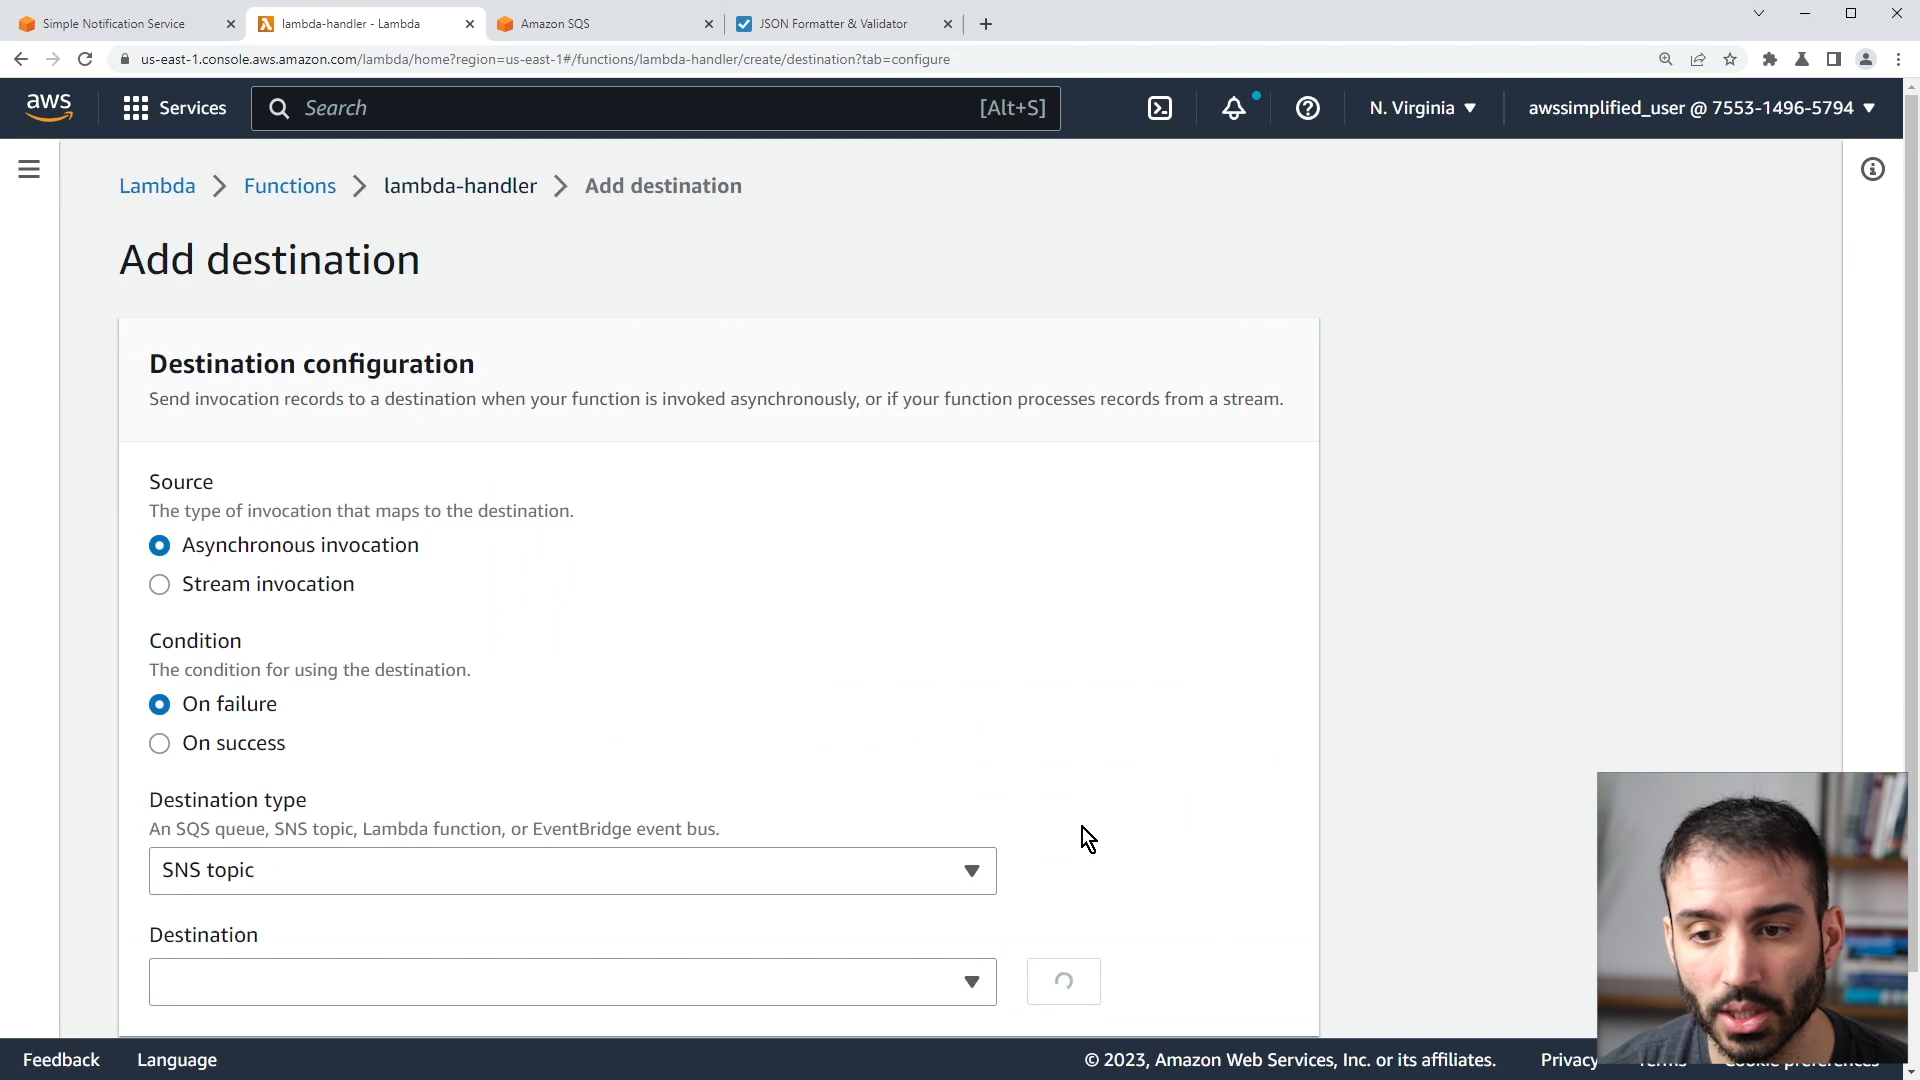 Simple Notification Service
lambda-handler - Lambda
Amazon SQS
JSON Formatter & Validator
us-east-1.console.aws.amazon.com/lambda/home?region=us-east-1#/functions/lambda-handler/create/destination?tab=configure
aws
Services
Search
[Alt+S]
N. Virginia
awssimplified_user @ 7553-1496-5794
Lambda
Functions
lambda-handler
Add destination
Add destination
Destination configuration
Send invocation records to a destination when your function is invoked asynchronously, or if your function processes records from a stream.
Source
The type of invocation that maps to the destination.
Asynchronous invocation
Stream invocation
Condition
The condition for using the destination.
On failure
On success
Destination type
An SQS queue, SNS topic, Lambda function, or EventBridge event bus.
SNS topic
Destination
Feedback
Language
© 2023, Amazon Web Services, Inc. or its affiliates.
Privacy